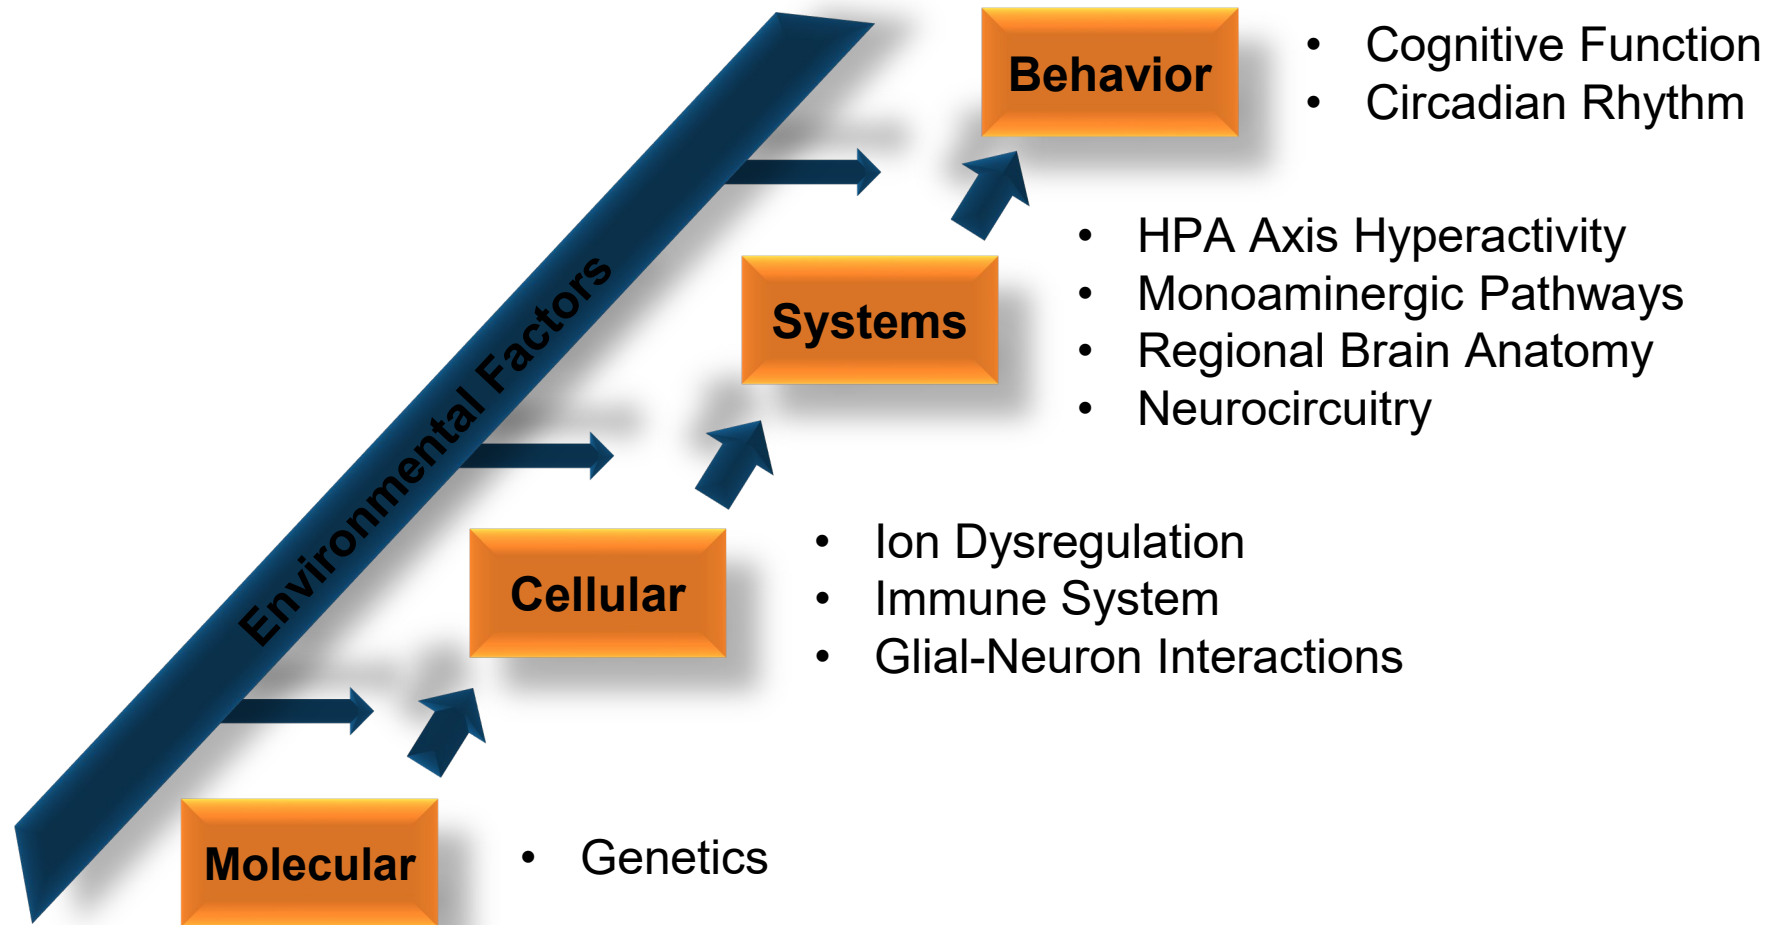 Behavior
• Cognitive Function
• Circadian Rhythm
Environmental Factors
Systems
• HPA Axis Hyperactivity
• Monoaminergic Pathways
• Regional Brain Anatomy
• Neurocircuitry
Cellular
• Ion Dysregulation
• Immune System
• Glial-Neuron Interactions
Molecular
• Genetics